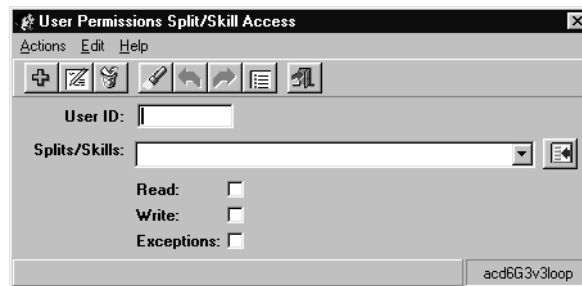 User Permissions Split/Skill Access
Actions Edit Help
User ID:
Splits/Skills:
Read:
Write:
Exceptions:
acd6G3v3loop